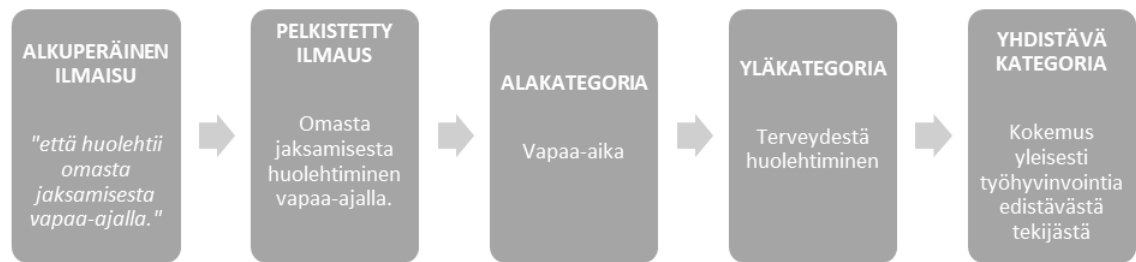 ALKUPERÄINEN
ILMAISU
"että huolehtii
omasta
jaksamisesta
vapaa-ajalla."
PELKISTETTY
ILMAUS
Omasta
jaksamisesta
huolehtiminen
vapaa-ajalla.
ALAKATEGORIA
Vapaa-aika
YLÄKATEGORIA
Terveydestä
huolehtiminen
YHDISTÄVÄ
KATEGORIA
Kokemus
yleisesti
työhyvinvointia
edistävästä
tekijästä